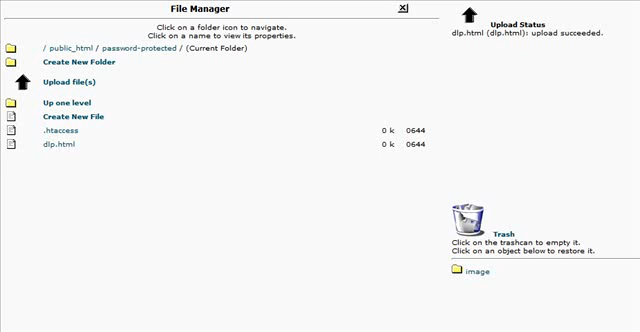 File Manager
Click on a folder icon to navigate.
Click on a name to view its properties.
/ public_html / password-protected / (Current Folder)
Create New Folder
Upload file(s)
Up one level
Create New File
.htaccess 0 k 0644
dlp.html 0 k 0644
Upload Status
dlp.html (dlp.html): upload succeeded.
Trash
Click on the trashcan to empty it.
Click on an object below to restore it.
image